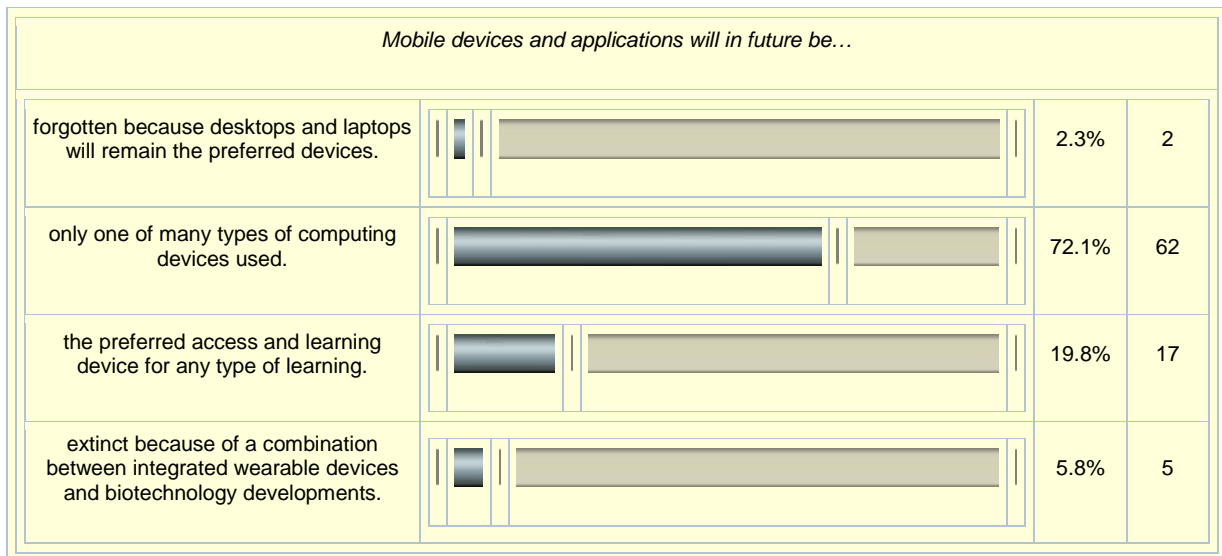 Mobile devices and applications will in future be…
forgotten because desktops and laptops
will remain the preferred devices.
2.3%
2
only one of many types of computing
devices used.
72.1%
62
the preferred access and learning
device for any type of learning.
19.8%
17
extinct because of a combination
between integrated wearable devices
and biotechnology developments.
5.8%
5